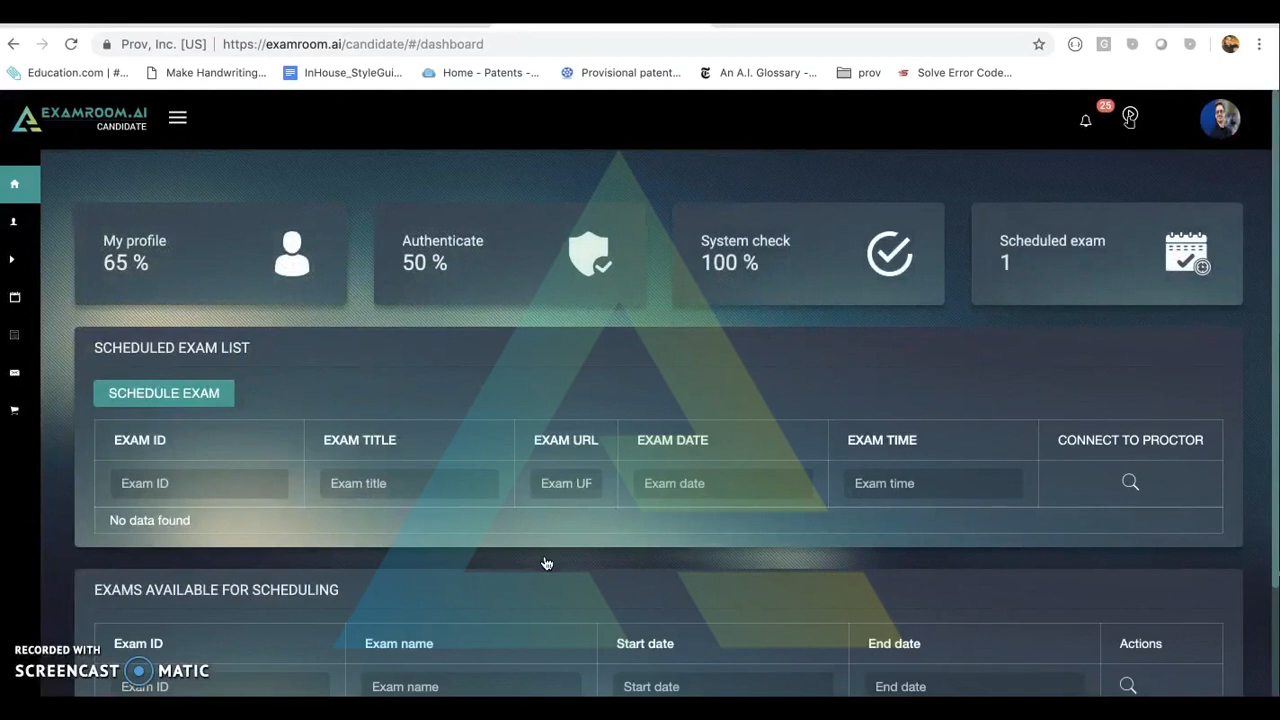 Prov, Inc. [US] https://examroom.ai/candidate/#/dashboard
Education.com | #... Make Handwriting... InHouse_StyleGui... Home - Patents -... Provisional patent... An A.I. Glossary -... prov Solve Error Code...
EXAMROOM.AI
CANDIDATE
25
My profile
65 %
Authenticate
50 %
System check
100 %
Scheduled exam
1
SCHEDULED EXAM LIST
SCHEDULE EXAM
EXAM ID EXAM TITLE EXAM URL EXAM DATE EXAM TIME CONNECT TO PROCTOR
Exam ID Exam title Exam UR Exam date Exam time
No data found
EXAMS AVAILABLE FOR SCHEDULING
Exam ID Exam name Start date End date Actions
Exam ID Exam name Start date End date
RECORDED WITH
SCREENCAST MATIC